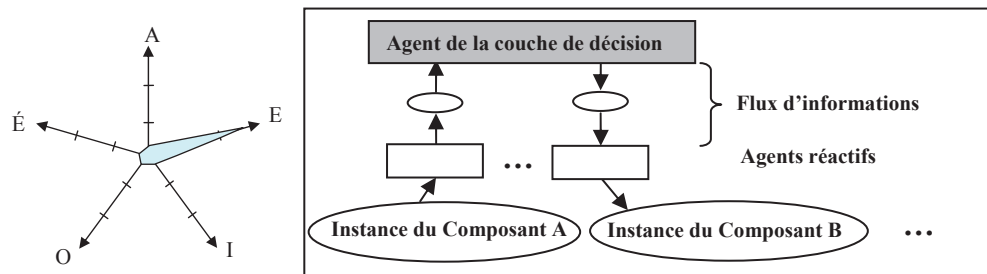 A
É
E
O
I
Agent de la couche de décision
Flux d’informations
Agents réactifs
...
Instance du Composant A
Instance du Composant B
...